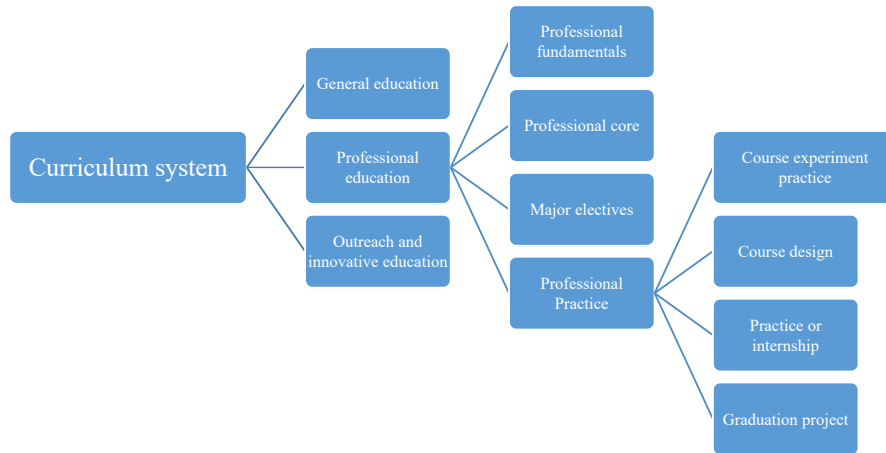 Curriculum system
General education
Professional
education
Outreach and
innovative education
Professional
fundamentals
Professional core
Major electives
Professional
Practice
Course experiment
practice
Course design
Practice or
internship
Graduation project